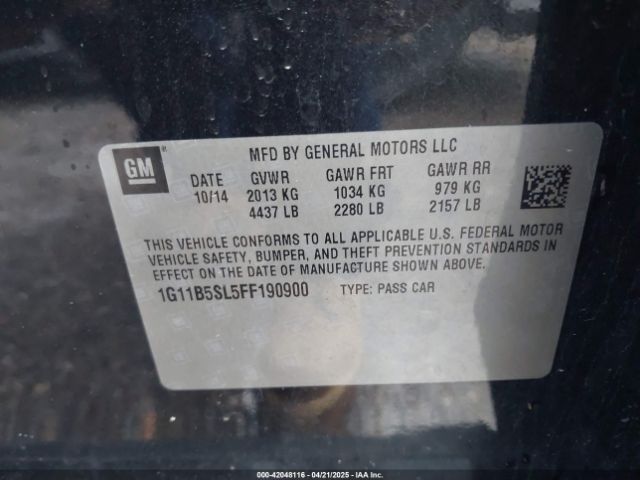 GM
MFD BY GENERAL MOTORS LLC
DATE GVWR GAWR FRT GAWR RR
10/14 2013 KG 1034 KG 979 KG
4437 LB 2280 LB 2157 LB
THIS VEHICLE CONFORMS TO ALL APPLICABLE U.S. FEDERAL MOTOR
VEHICLE SAFETY, BUMPER, AND THEFT PREVENTION STANDARDS IN
EFFECT ON THE DATE OF MANUFACTURE SHOWN ABOVE.
1G11B5SL5FF190900 TYPE: PASS CAR
000-42048116 - 04/21/2025 - COPYRIGHT IAA, LLC.